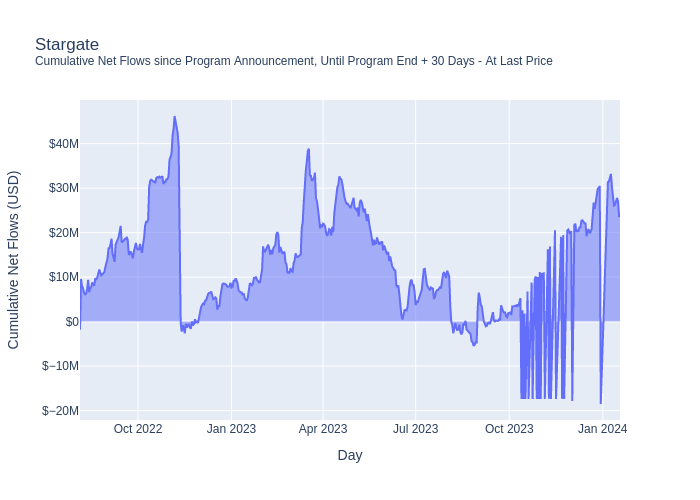 Stargate
Cumulative Net Flows since Program Announcement, Until Program End + 30 Days - At Last Price
Cumulative Net Flows (USD)
$40M
$30M
$20M
$10M
$0
$−10M
$−20M
Oct 2022
Jan 2023
Apr 2023
Jul 2023
Oct 2023
Jan 2024
Day